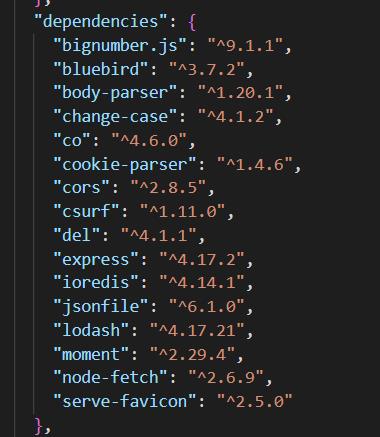 },
"dependencies": {
"bignumber.js": "^9.1.1",
"bluebird": "^3.7.2",
"body-parser": "^1.20.1",
"change-case": "^4.1.2",
"co": "^4.6.0",
"cookie-parser": "^1.4.6",
"cors": "^2.8.5",
"csurf": "^1.11.0",
"del": "^4.1.1",
"express": "^4.17.2",
"ioredis": "^4.14.1",
"jsonfile": "^6.1.0",
"lodash": "^4.17.21",
"moment": "^2.29.4",
"node-fetch": "^2.6.9",
"serve-favicon": "^2.5.0"
},